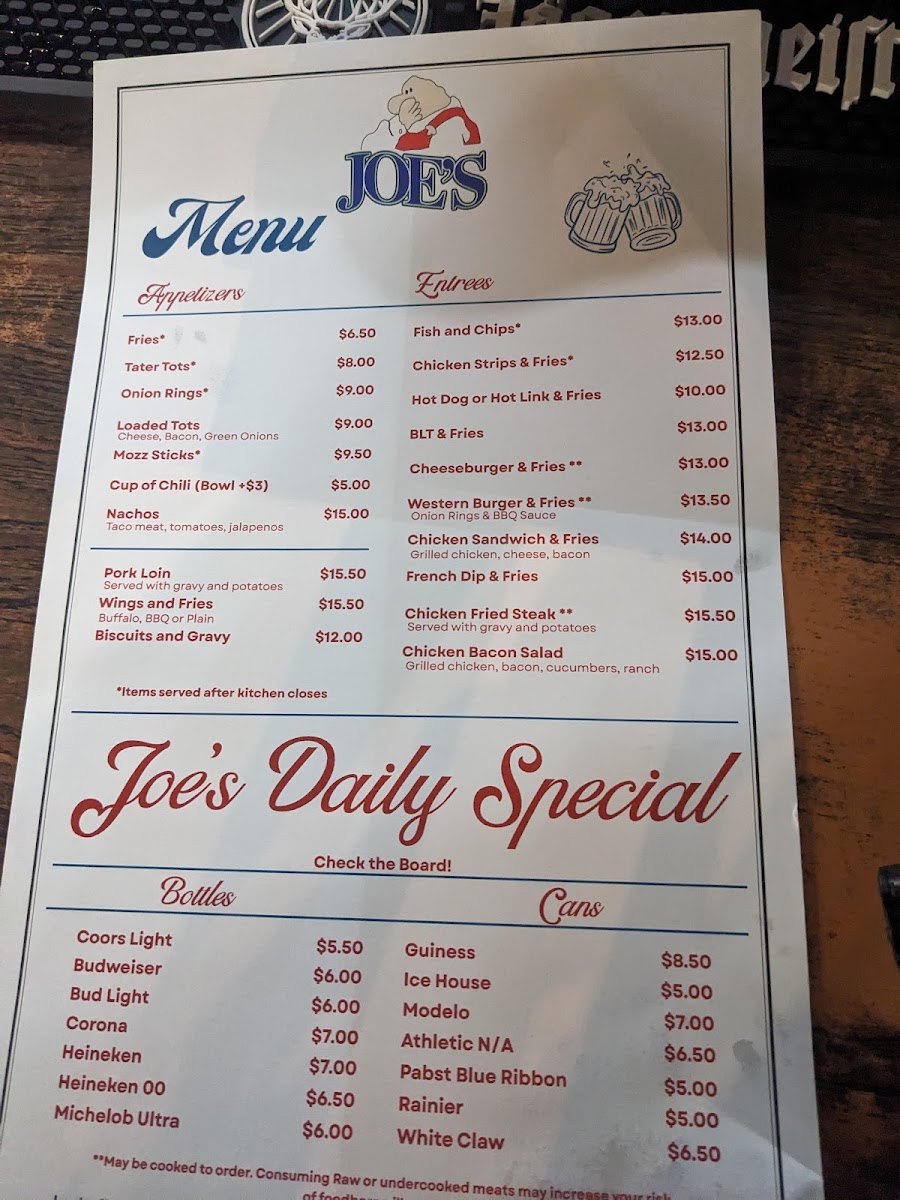 eist
JOE'S
Menu
Appetizers
Fries* $6.50
Tater Tots* $8.00
Onion Rings* $9.00
Loaded Tots $9.00
Cheese, Bacon, Green Onions
Mozz Sticks* $9.50
Cup of Chili (Bowl +$3) $5.00
Nachos $15.00
Taco meat, tomatoes, jalapenos
Pork Loin $15.50
Served with gravy and potatoes
Wings and Fries $15.50
Buffalo, BBQ or Plain
Biscuits and Gravy $12.00
*Items served after kitchen closes
Entrees
Fish and Chips* $13.00
Chicken Strips & Fries* $12.50
Hot Dog or Hot Link & Fries $10.00
BLT & Fries $13.00
Cheeseburger & Fries ** $13.00
Western Burger & Fries ** $13.50
Onion Rings & BBQ Sauce
Chicken Sandwich & Fries $14.00
Grilled chicken, cheese, bacon
French Dip & Fries $15.00
Chicken Fried Steak ** $15.50
Served with gravy and potatoes
Chicken Bacon Salad $15.00
Grilled chicken, bacon, cucumbers, ranch
Joe's Daily Special
Check the Board!
Bottles
Coors Light $5.50
Budweiser $6.00
Bud Light $6.00
Corona $7.00
Heineken $7.00
Heineken 00 $6.50
Michelob Ultra $6.00
Cans
Guiness $8.50
Ice House $5.00
Modelo $7.00
Athletic N/A $6.50
Pabst Blue Ribbon $5.00
Rainier $5.00
White Claw $6.50
**May be cooked to order. Consuming Raw or undercooked meats may increase your risk
of